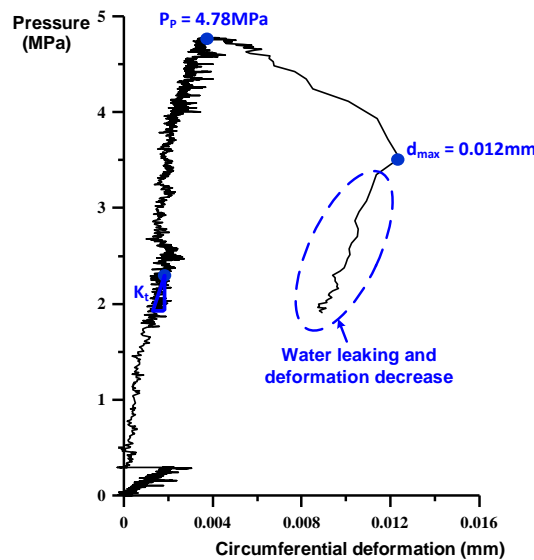 Pressure
(MPa)
P_P = 4.78MPa
5
4
d_max = 0.012mm
3
K_t
2
Water leaking and
deformation decrease
1
0
0 0.004 0.008 0.012 0.016
Circumferential deformation (mm)